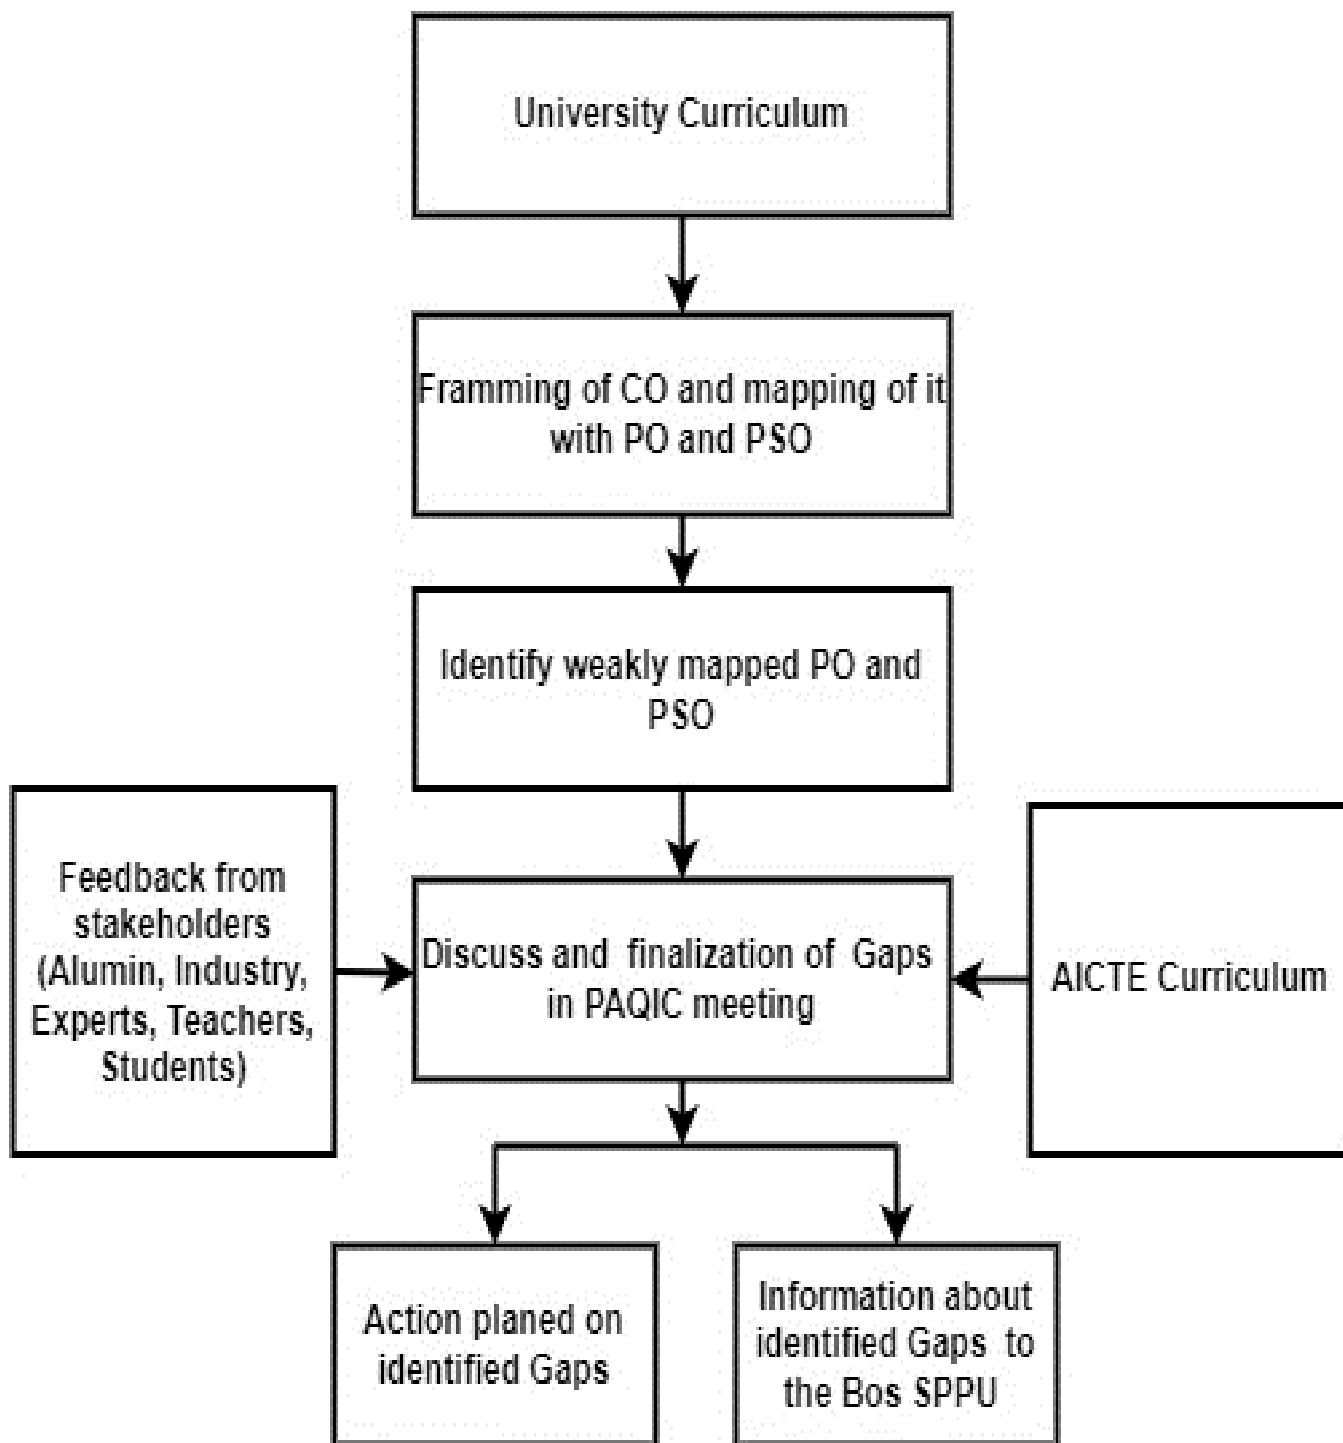 University Curriculum
Framming of CO and mapping of it
with PO and PSO
Identify weakly mapped PO and
PSO
Feedback from
stakeholders
(Alumin, Industry,
Experts, Teachers,
Students)
Discuss and finalization of Gaps
in PAQIC meeting
AICTE Curriculum
Action planed on
identified Gaps
Information about
identified Gaps to
the Bos SPPU